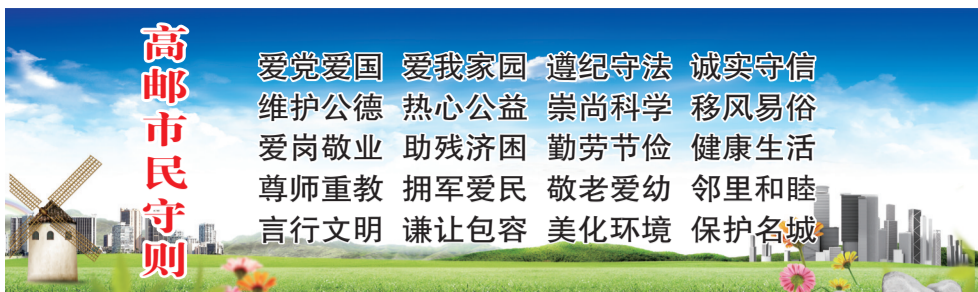 高邮市民守则
爱党爱国 爱我家园 遵纪守法 诚实守信
维护公德 热心公益 崇尚科学 移风易俗
爱岗敬业 助残济困 勤劳节俭 健康生活
尊师重教 拥军爱民 敬老爱幼 邻里和睦
言行文明 谦让包容 美化环境 保护名城